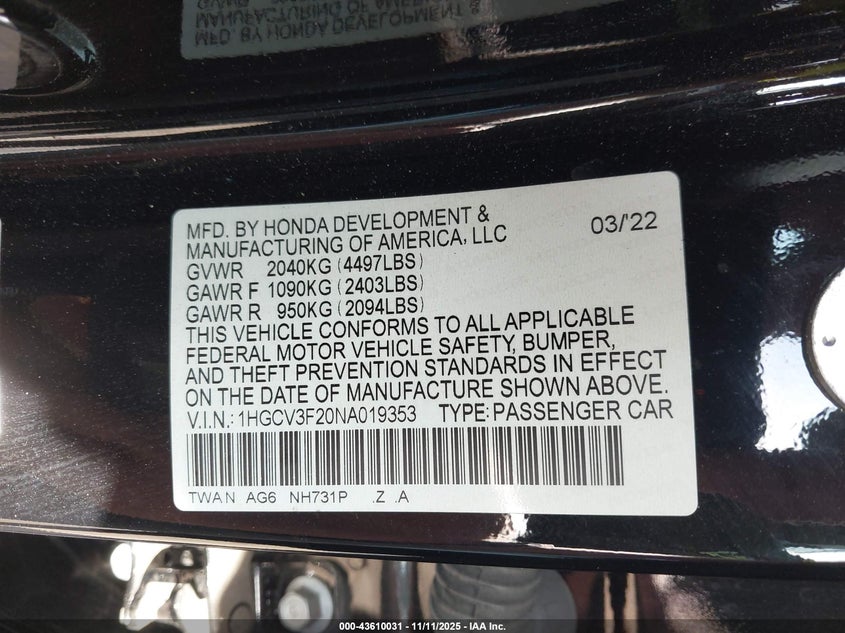 MFD. BY HONDA DEVELOPMENT &
MANUFACTURING OF AMERICA, LLC
03/'22
GVWR 2040KG (4497LBS)
GAWR F 1090KG (2403LBS)
GAWR R 950KG (2094LBS)
THIS VEHICLE CONFORMS TO ALL APPLICABLE
FEDERAL MOTOR VEHICLE SAFETY, BUMPER,
AND THEFT PREVENTION STANDARDS IN EFFECT
ON THE DATE OF MANUFACTURE SHOWN ABOVE.
V.I.N.: 1HGCV3F20NA019353 TYPE: PASSENGER CAR
TWA N AG6 NH731P .Z .A
000-43610031 - 11/11/2025 - IAA Inc.